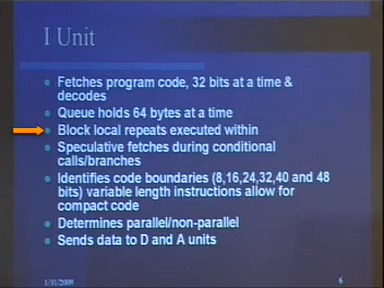 I Unit
Fetches program code, 32 bits at a time &
decodes
Queue holds 64 bytes at a time
Block local repeats executed within
Speculative fetches during conditional
calls/branches
Identifies code boundaries (8,16,24,32,40 and 48
bits) variable length instructions allow for
compact code
Determines parallel/non-parallel
Sends data to D and A units
1/31/2009
6